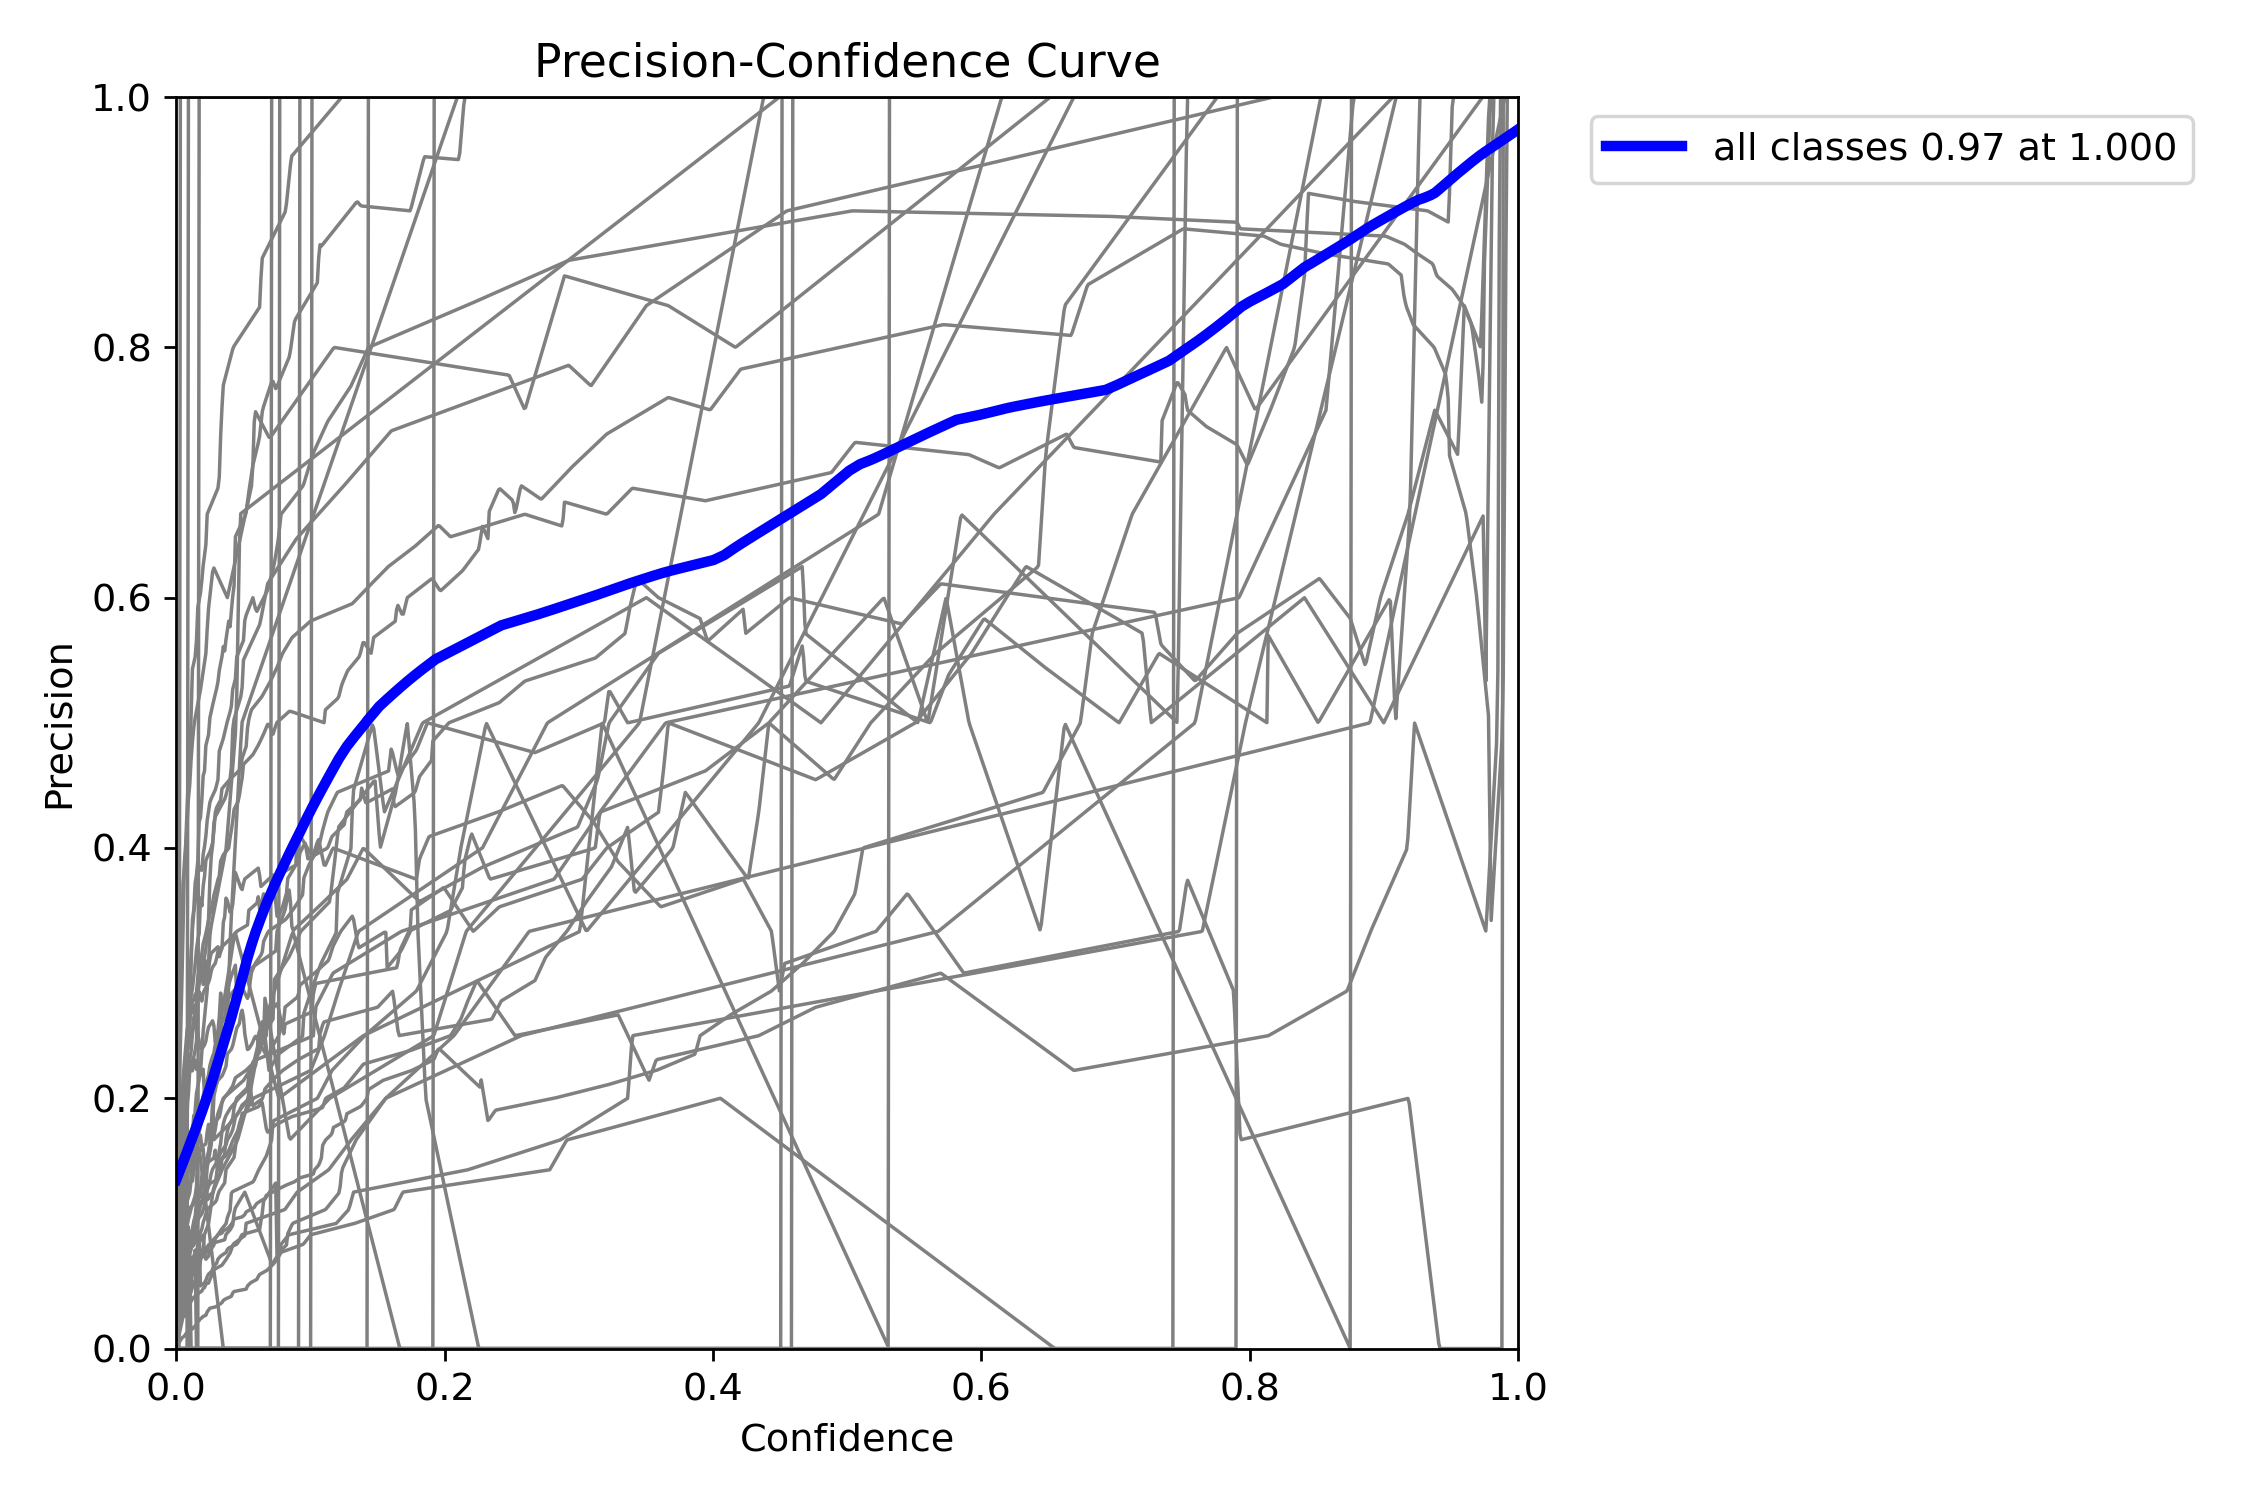 Precision-Confidence Curve
all classes 0.97 at 1.000
1.0
0.8
0.6
0.4
0.2
0.0
Precision
0.0 0.2 0.4 0.6 0.8 1.0
Confidence